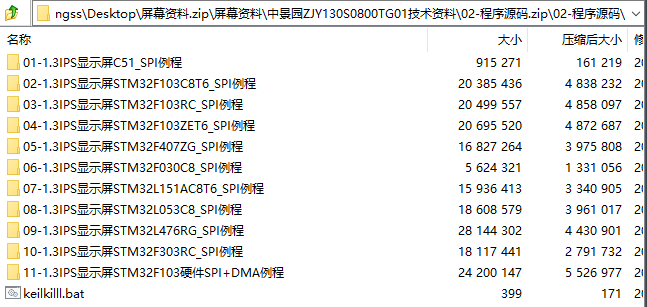 ngss\Desktop\屏幕资料.zip\屏幕资料\中景园ZJY130S0800TG01技术资料\02-程序源码.zip\02-程序源码\
名称 大小 压缩后大小
01-1.3IPS显示屏C51_SPI例程 915 271 161 219
02-1.3IPS显示屏STM32F103C8T6_SPI例程 20 385 436 4 838 232
03-1.3IPS显示屏STM32F103RC_SPI例程 20 499 557 4 858 097
04-1.3IPS显示屏STM32F103ZET6_SPI例程 20 695 520 4 872 687
05-1.3IPS显示屏STM32F407ZG_SPI例程 16 827 264 3 975 808
06-1.3IPS显示屏STM32F030C8_SPI例程 5 624 321 1 331 056
07-1.3IPS显示屏STM32L151AC8T6_SPI例程 15 936 413 3 340 905
08-1.3IPS显示屏STM32L053C8_SPI例程 18 608 579 3 961 017
09-1.3IPS显示屏STM32L476RG_SPI例程 28 144 302 4 430 901
10-1.3IPS显示屏STM32F303RC_SPI例程 18 117 441 2 791 732
11-1.3IPS显示屏STM32F103硬件SPI+DMA例程 24 200 147 5 526 977
keilkilll.bat 399 171